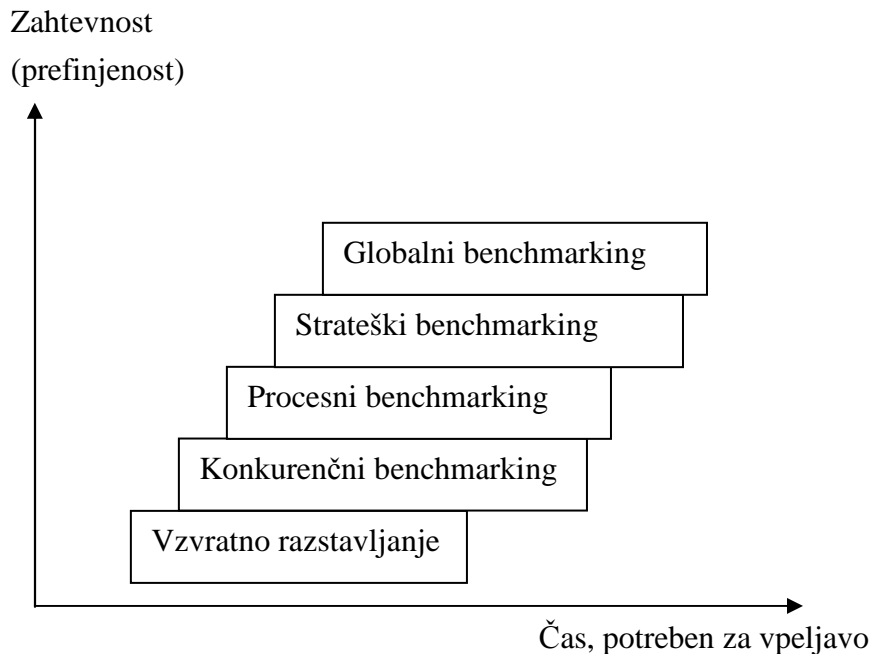 Zahtevnost
(prefinjenost)
Globalni benchmarking
Strateški benchmarking
Procesni benchmarking
Konkurenčni benchmarking
Vzvratno razstavljanje
Čas, potreben za vpeljavo